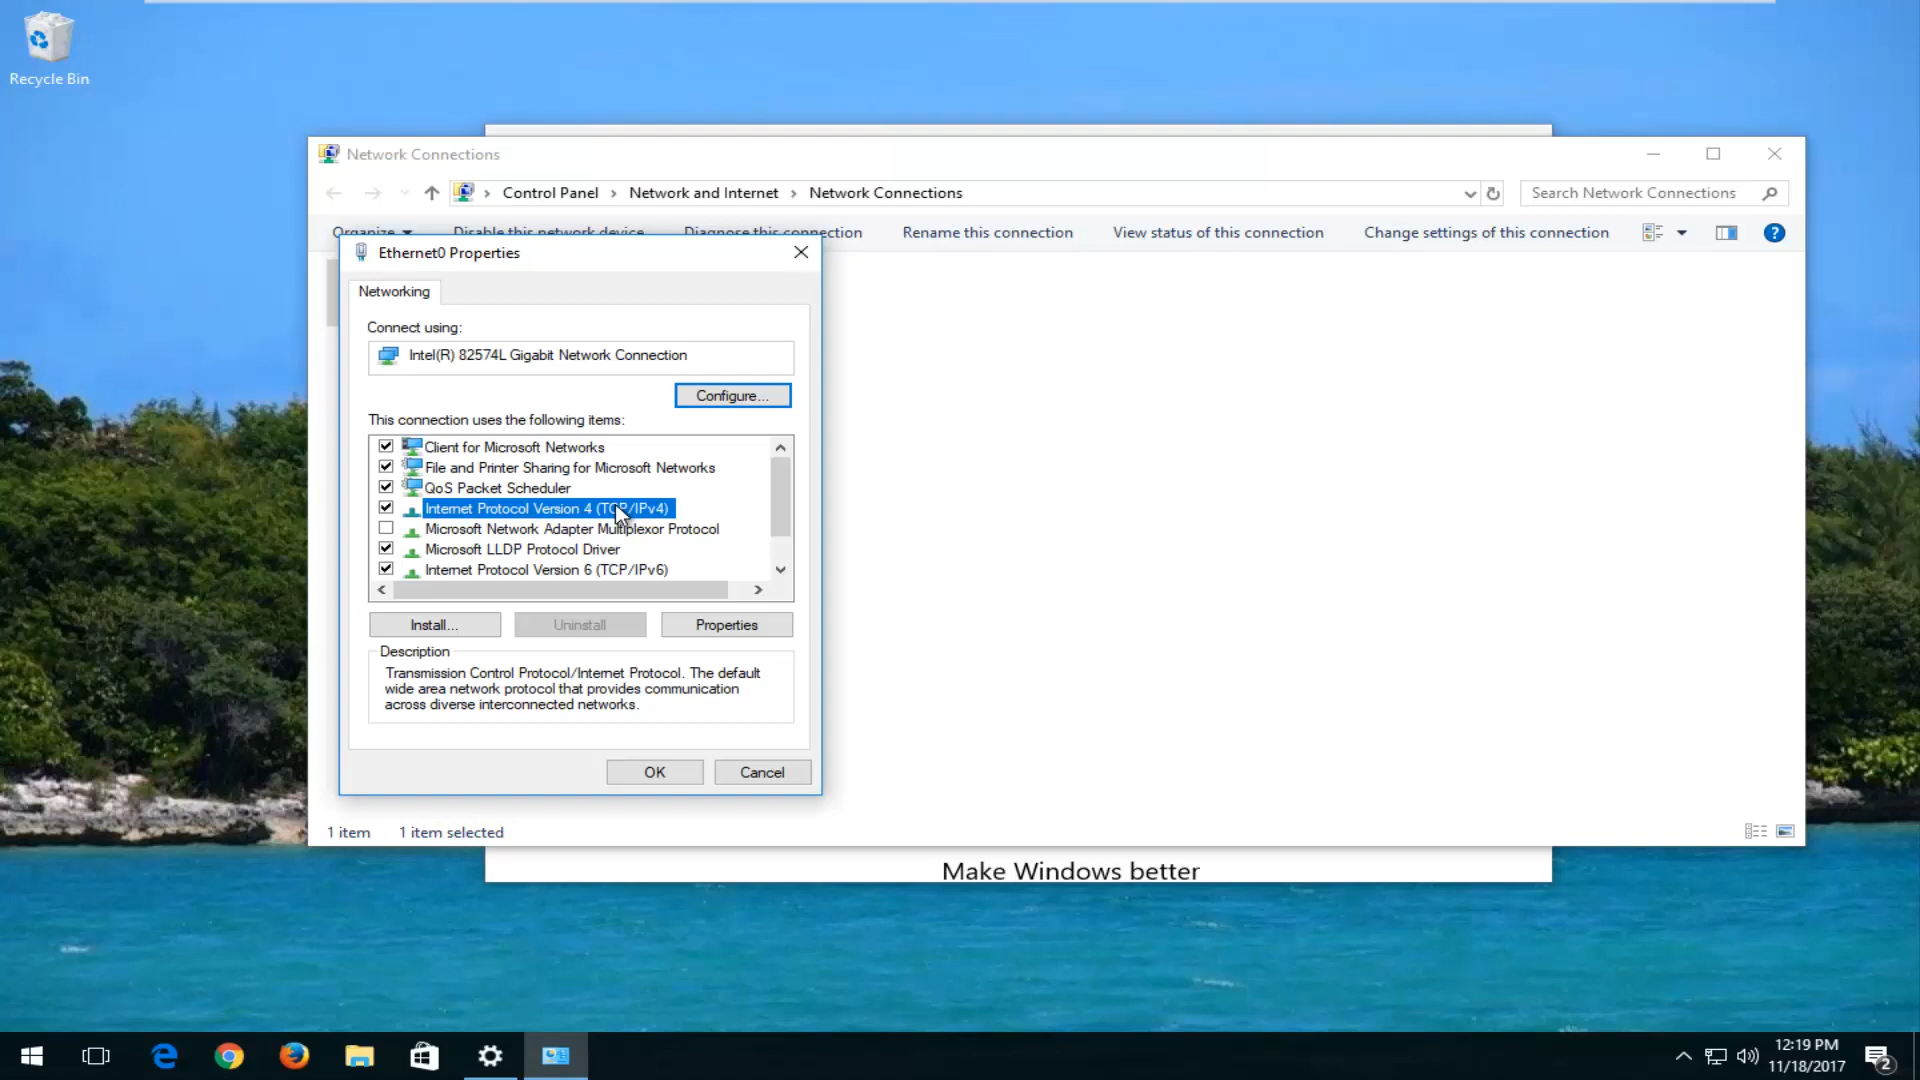 Recycle Bin
Network Connections
Control Panel > Network and Internet > Network Connections
Search Network Connections
Organize Disable this network device Diagnose this connection Rename this connection View status of this connection Change settings of this connection
Ethernet0 Properties
Networking
Connect using:
Intel(R) 82574L Gigabit Network Connection
Configure...
This connection uses the following items:
Client for Microsoft Networks
File and Printer Sharing for Microsoft Networks
QoS Packet Scheduler
Internet Protocol Version 4 (TCP/IPv4)
Microsoft Network Adapter Multiplexor Protocol
Microsoft LLDP Protocol Driver
Internet Protocol Version 6 (TCP/IPv6)
Install... Uninstall Properties
Description
Transmission Control Protocol/Internet Protocol. The default
wide area network protocol that provides communication
across diverse interconnected networks.
OK Cancel
1 item 1 item selected
Make Windows better
12:19 PM
11/18/2017
2